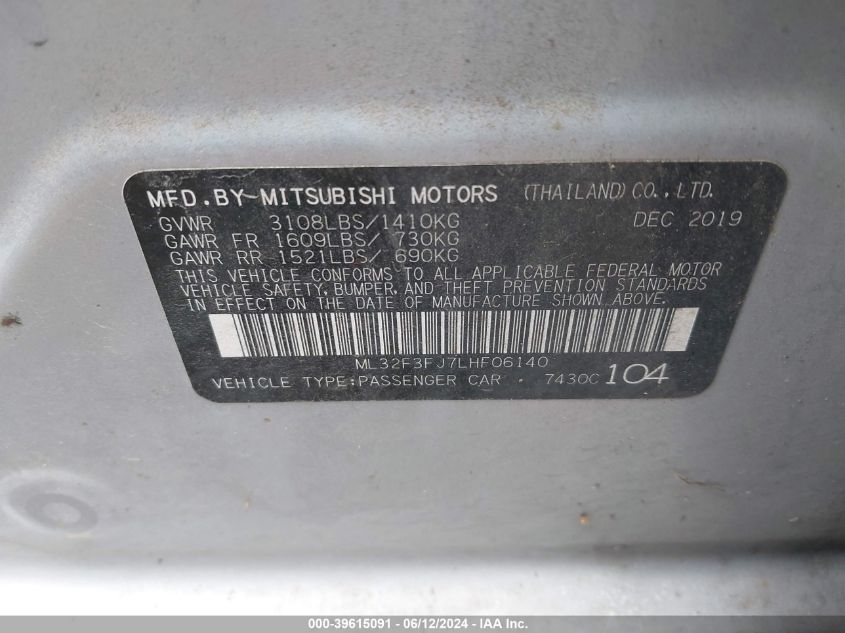 MFD.BY-MITSUBISHI MOTORS (THAILAND) CO., LTD.
GVWR 3108LBS/1410KG DEC 2019
GAWR FR 1609LBS/ 730KG
GAWR RR 1521LBS/ 690KG
THIS VEHICLE CONFORMS TO ALL APPLICABLE FEDERAL MOTOR
VEHICLE SAFETY, BUMPER, AND THEFT PREVENTION STANDARDS
IN EFFECT ON THE DATE OF MANUFACTURE SHOWN ABOVE.
ML32F3FJ7LHF06140
VEHICLE TYPE:PASSENGER CAR · 7430C 104
000-39615091 - 06/12/2024 - IAA Inc.